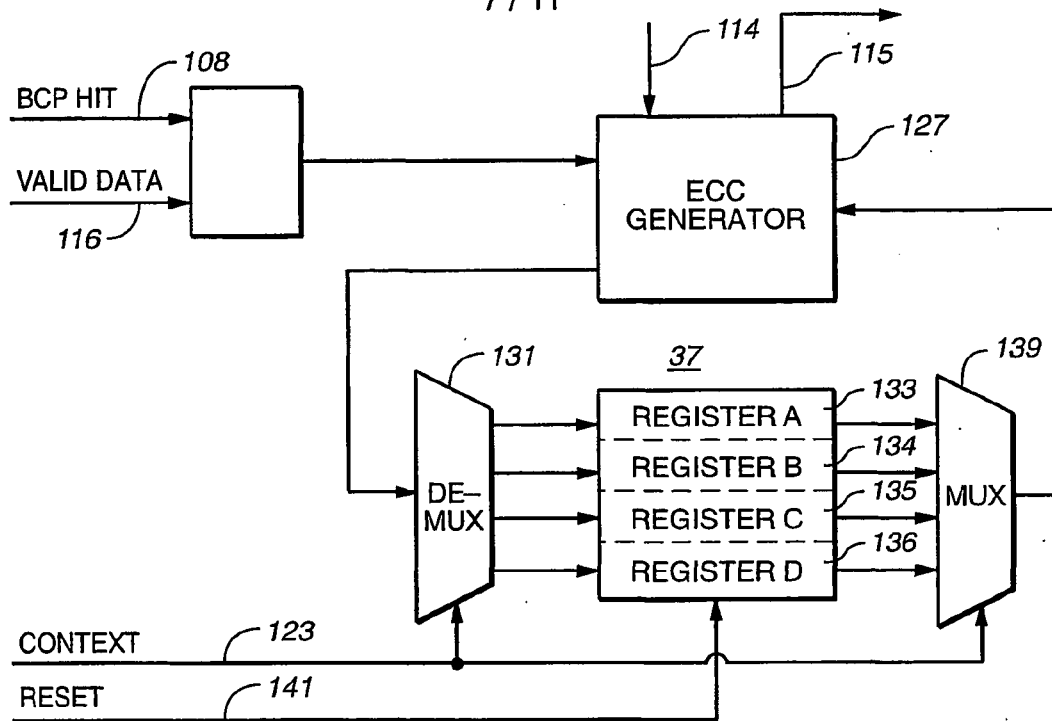 7 / 11
108
BCP HIT
VALID DATA
116
114
115
127
ECC
GENERATOR
131
37
139
DE-
MUX
REGISTER A
133
REGISTER B
134
REGISTER C
135
REGISTER D
136
MUX
CONTEXT
123
RESET
141